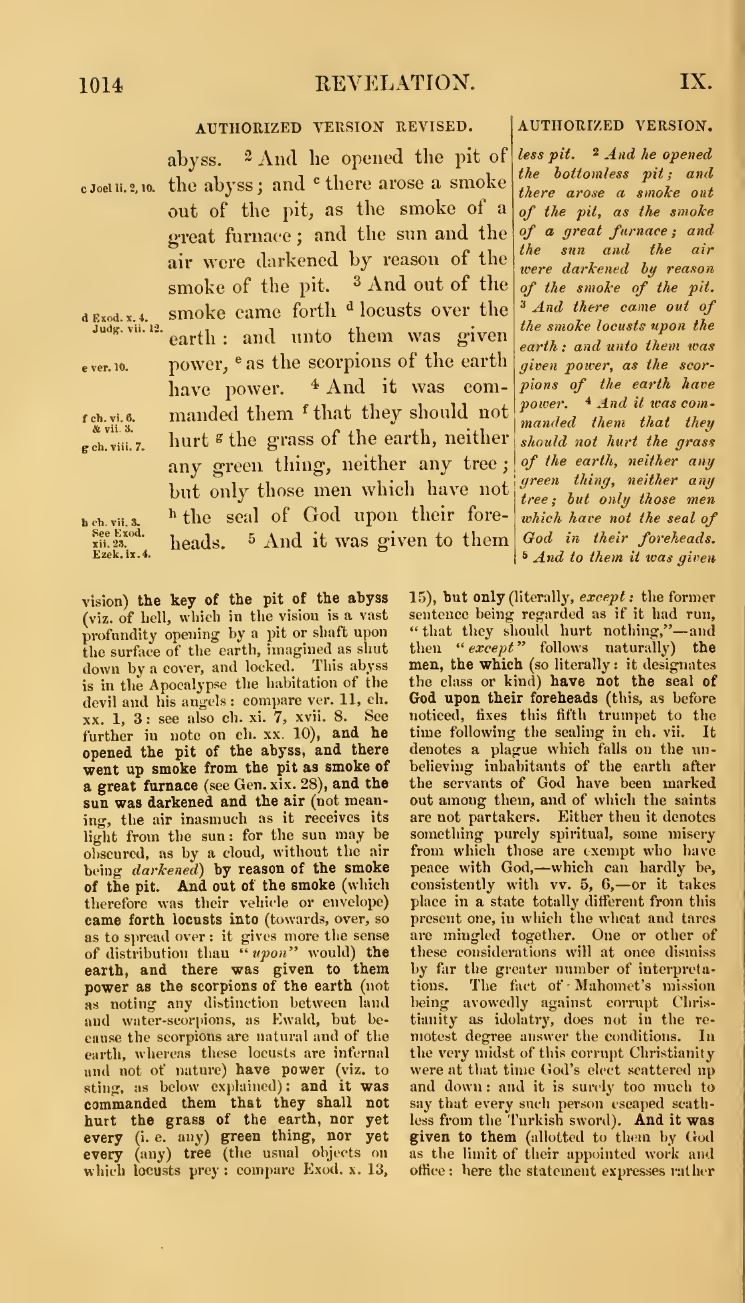 1014 REVELATION. IX.
AUTHORIZED VERSION REVISED.
c Joel ii. 2, 10.
d Exod. x. 4.
Judg. vii. 12.
e ver. 10.
f ch. vi. 6.
& vii. 3.
g ch. viii. 7.
h ch. vii. 3.
See Exod.
xii. 23.
Ezek. ix. 4.
abyss. 2 And he opened the pit of
the abyss; and c there arose a smoke
out of the pit, as the smoke of a
great furnace; and the sun and the
air were darkened by reason of the
smoke of the pit. 3 And out of the
smoke came forth d locusts over the
earth: and unto them was given
power, e as the scorpions of the earth
have power. 4 And it was com-
manded them f that they should not
hurt g the grass of the earth, neither
any green thing, neither any tree;
but only those men which have not
h the seal of God upon their fore-
heads. 5 And it was given to them
AUTHORIZED VERSION.
less pit. 2 And he opened
the bottomless pit; and
there arose a smoke out
of the pit, as the smoke
of a great furnace; and
the sun and the air
were darkened by reason
of the smoke of the pit.
3 And there came out of
the smoke locusts upon the
earth: and unto them was
given power, as the scor-
pions of the earth have
power. 4 And it was com-
manded them that they
should not hurt the grass
of the earth, neither any
green thing, neither any
tree; but only those men
which have not the seal of
God in their foreheads.
5 And to them it was given
vision) the key of the pit of the abyss
(viz. of hell, which in the vision is a vast
profundity opening by a pit or shaft upon
the surface of the earth, imagined as shut
down by a cover, and locked. This abyss
is in the Apocalypse the habitation of the
devil and his angels: compare ver. 11, ch.
xx. 1, 3: see also ch. xi. 7, xvii. 8. See
further in note on ch. xx. 10), and he
opened the pit of the abyss, and there
went up smoke from the pit as smoke of
a great furnace (see Gen. xix. 28), and the
sun was darkened and the air (not mean-
ing, the air inasmuch as it receives its
light from the sun: for the sun may be
obscured, as by a cloud, without the air
being darkened) by reason of the smoke
of the pit. And out of the smoke (which
therefore was their vehicle or envelope)
came forth locusts into (towards, over, so
as to spread over: it gives more the sense
of distribution than “upon” would) the
earth, and there was given to them
power as the scorpions of the earth (not
as noting any distinction between land
and water-scorpions, as Ewald, but be-
cause the scorpions are natural and of the
earth, whereas these locusts are infernal
and not of nature) have power (viz. to
sting, as below explained): and it was
commanded them that they shall not
hurt the grass of the earth, nor yet
every (i. e. any) green thing, nor yet
every (any) tree (the usual objects on
which locusts prey: compare Exod. x. 13,
15), but only (literally, except: the former
sentence being regarded as if it had run,
“that they should hurt nothing,”—and
then “except” follows naturally) the
men, the which (so literally: it designates
the class or kind) have not the seal of
God upon their foreheads (this, as before
noticed, fixes this fifth trumpet to the
time following the sealing in ch. vii. It
denotes a plague which falls on the un-
believing inhabitants of the earth after
the servants of God have been marked
out among them, and of which the saints
are not partakers. Either then it denotes
something purely spiritual, some misery
from which those are exempt who have
peace with God,—which can hardly be,
consistently with vv. 5, 6,—or it takes
place in a state totally different from this
present one, in which the wheat and tares
are mingled together. One or other of
these considerations will at once dismiss
by far the greater number of interpreta-
tions. The fact of Mahomet's mission
being avowedly against corrupt Chris-
tianity as idolatry, does not in the re-
motest degree answer the conditions. In
the very midst of this corrupt Christianity
were at that time God's elect scattered up
and down: and it is surely too much to
say that every such person escaped scath-
less from the Turkish sword). And it was
given to them (allotted to them by God
as the limit of their appointed work and
office: here the statement expresses rather